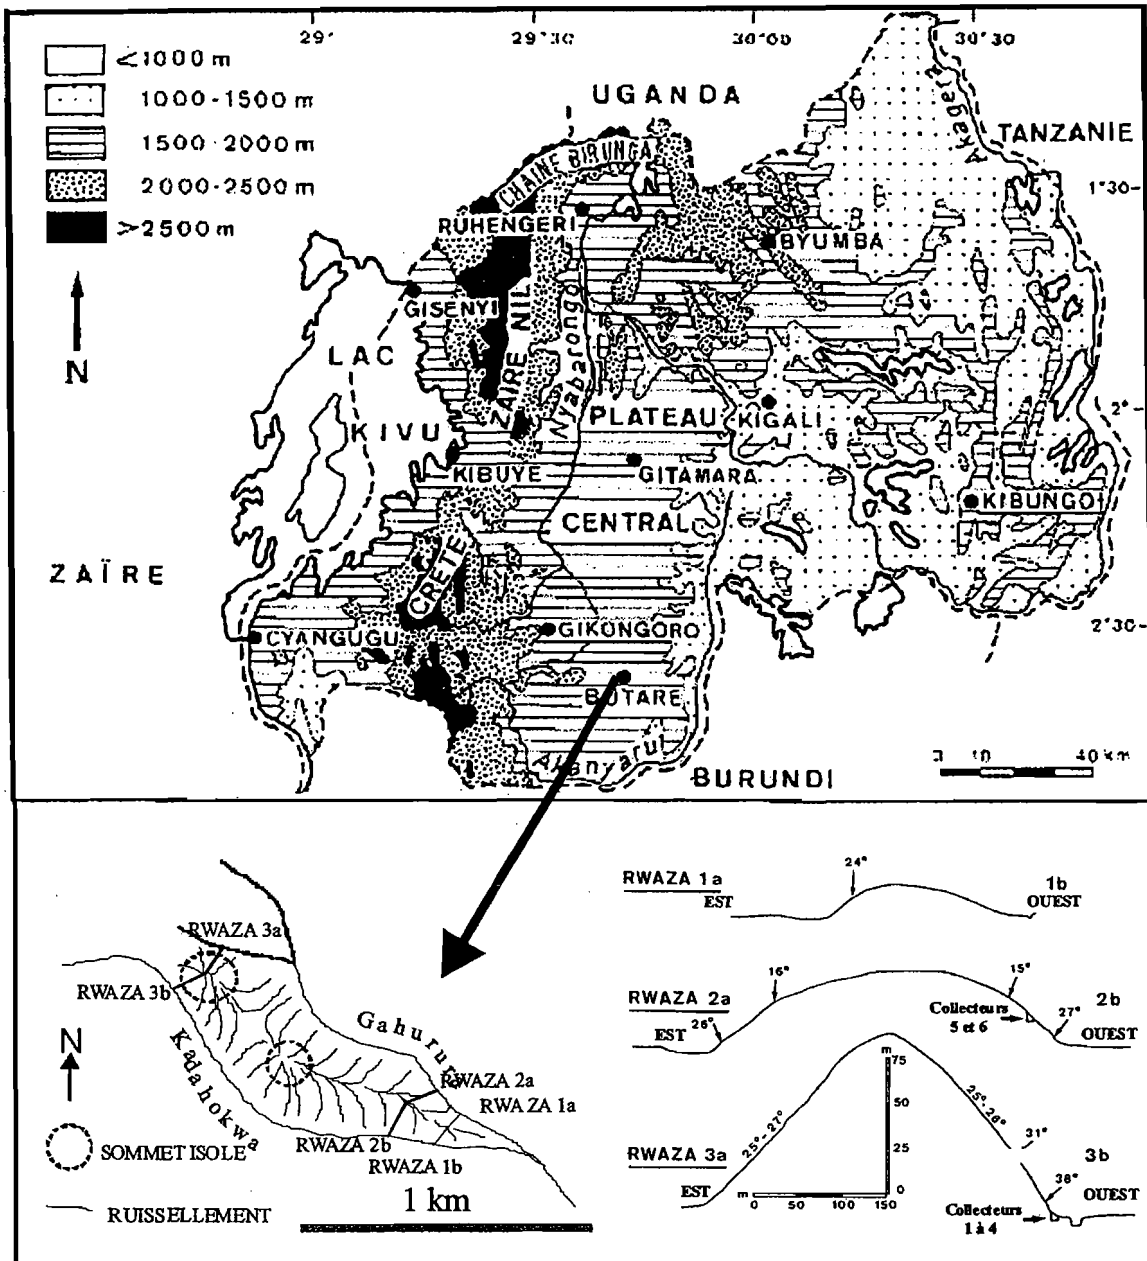 29°
29°30
30°00
30°30
<1000 m
1000-1500 m
1500-2000 m
2000-2500 m
>2500 m
N
UGANDA
TANZANIE
Akagera
1°30
CHAINE BIRUNGA
RUHENGERI
BYUMBA
GISENYI
LAC
KIVU
ZAIRE NIL
Nyabarongo
PLATEAU
KIGALI
2°
KIBUYE
GITAMARA
CENTRAL
KIBUNGO
ZAÏRE
CRETE
CYANGUGU
GIKONGORO
2°30
BUTARE
Akanyaru
BURUNDI
0 10 40 km
RWAZA 3a
RWAZA 3b
N
Kadahokwa
Gahururu
RWAZA 2a
RWAZA 1a
RWAZA 2b
RWAZA 1b
SOMMET ISOLE
RUISSELLEMENT
1 km
RWAZA 1a
EST
24°
1b
OUEST
RWAZA 2a
EST
26°
16°
15°
27°
2b
OUEST
Collecteurs
5 et 6
RWAZA 3a
EST
25°-27°
m
75
50
25
0
m
0 50 100 150
25°-26°
31°
38°
3b
OUEST
Collecteurs
1 à 4